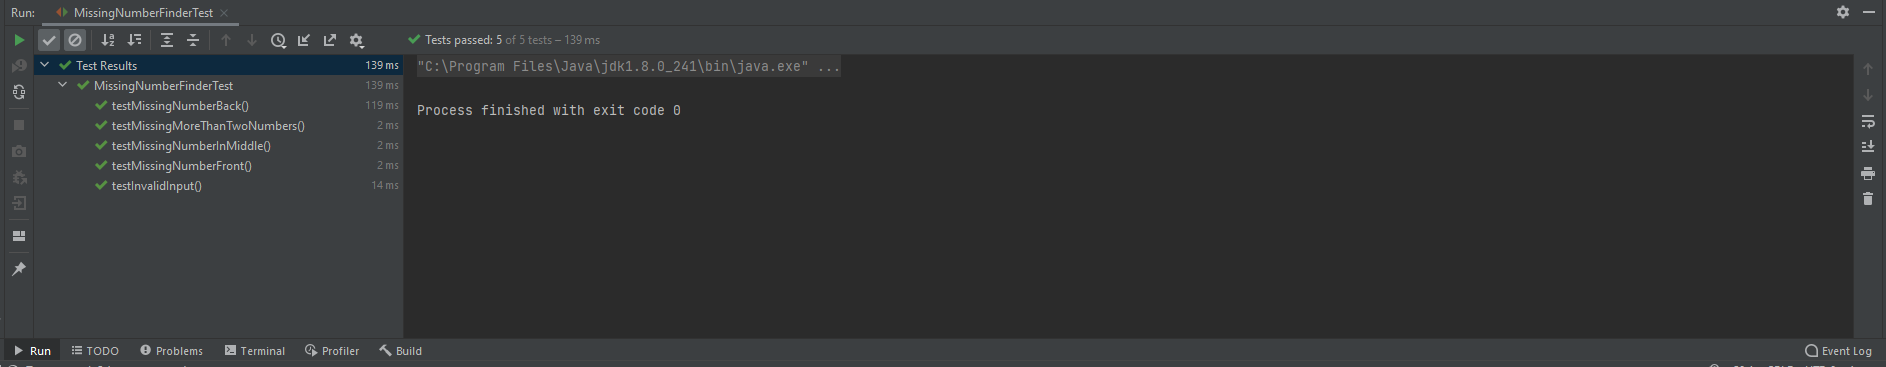 Run: MissingNumberFinderTest
Tests passed: 5 of 5 tests – 139 ms
Test Results 139 ms
MissingNumberFinderTest 139 ms
testMissingNumberBack() 119 ms
testMissingMoreThanTwoNumbers() 2 ms
testMissingNumberInMiddle() 2 ms
testMissingNumberFront() 2 ms
testInvalidInput() 14 ms
"C:\Program Files\Java\jdk1.8.0_241\bin\java.exe" ...
Process finished with exit code 0
Run TODO Problems Terminal Profiler Build Event Log